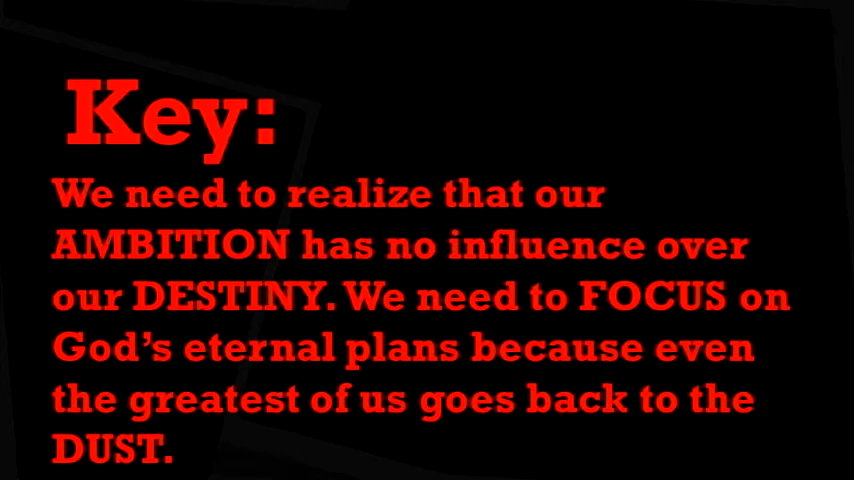 Key:
We need to realize that our
AMBITION has no influence over
our DESTINY. We need to FOCUS on
God’s eternal plans because even
the greatest of us goes back to the
DUST.